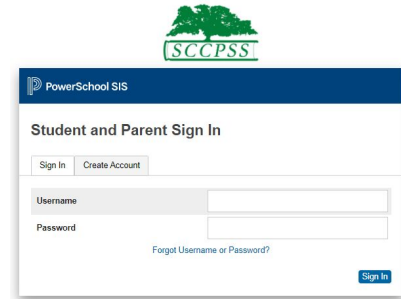 SCCPSS
PowerSchool SIS
Student and Parent Sign In
Sign In Create Account
Username
Password
Forgot Username or Password?
Sign In